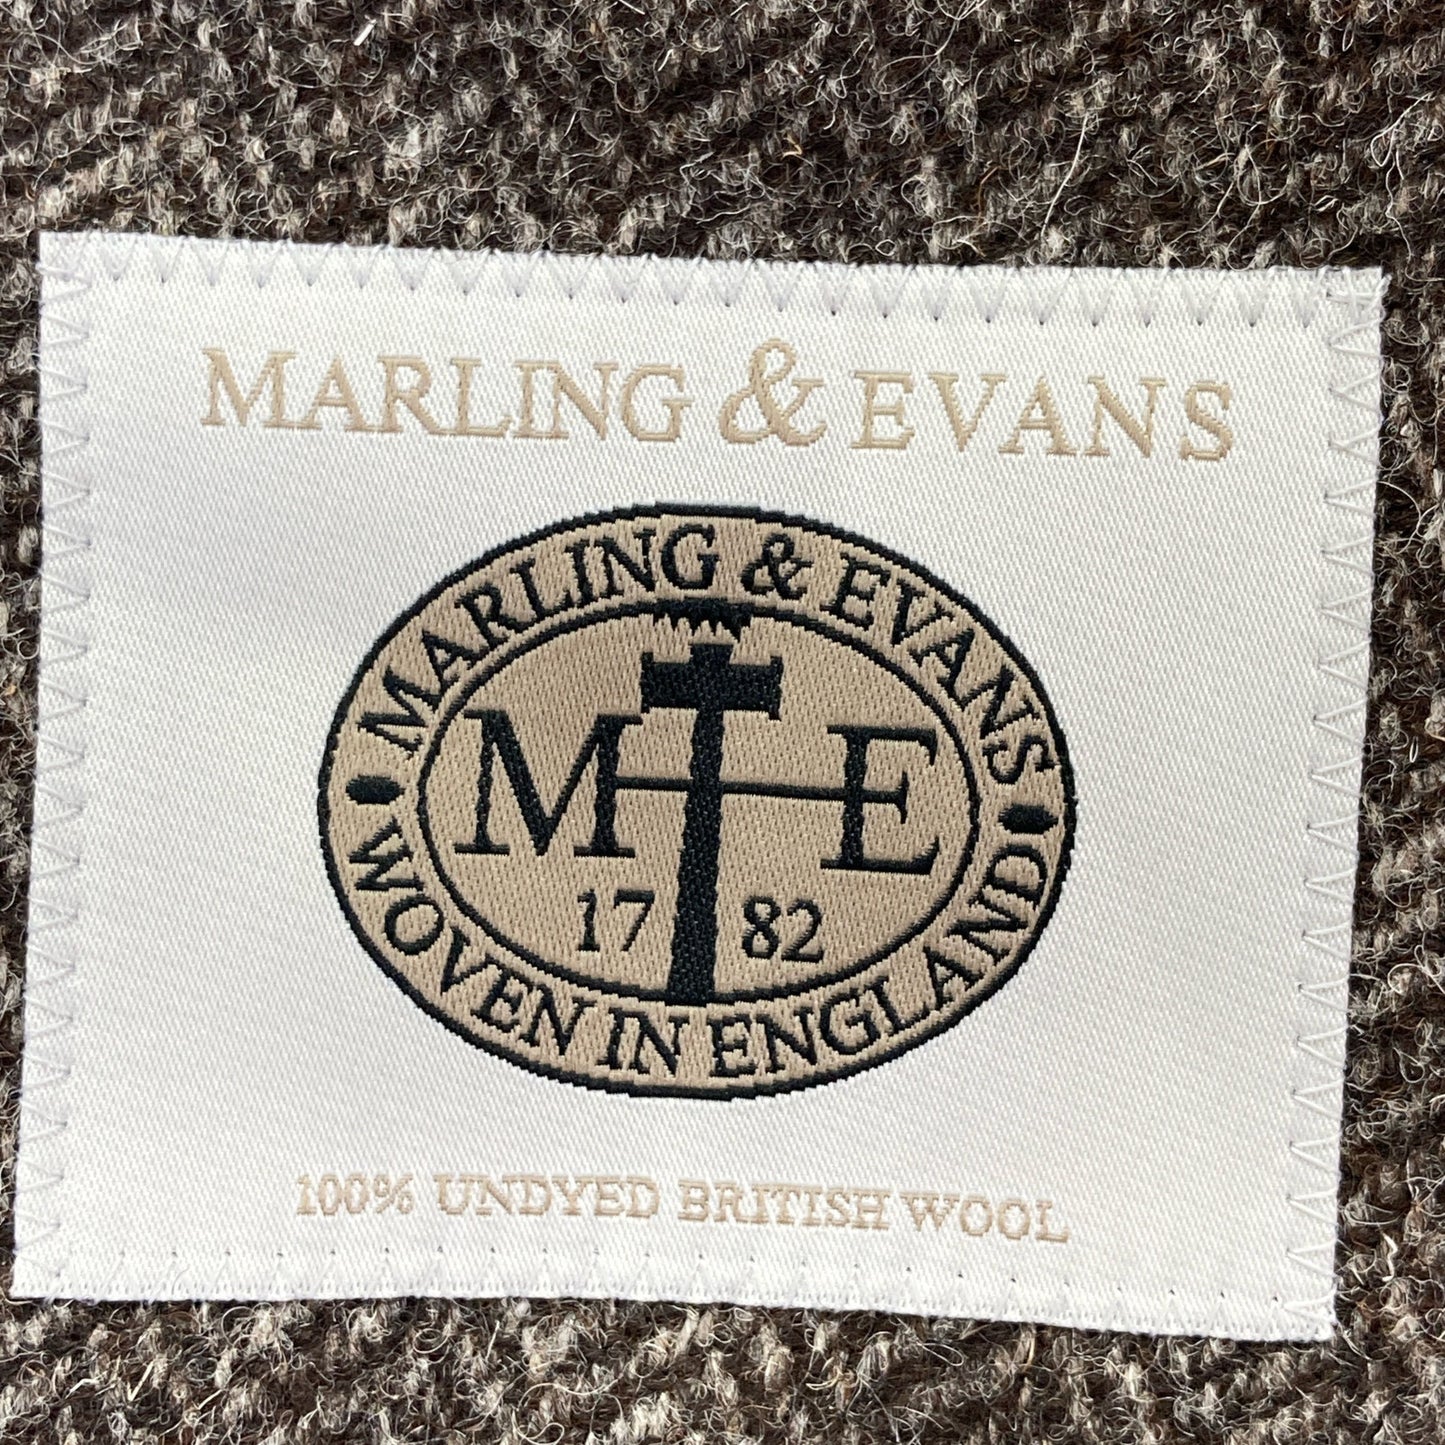 MARLING & EVANS
MARLING & EVANS
M E
17 82
WOVEN IN ENGLAND
100% UNDYED BRITISH WOOL